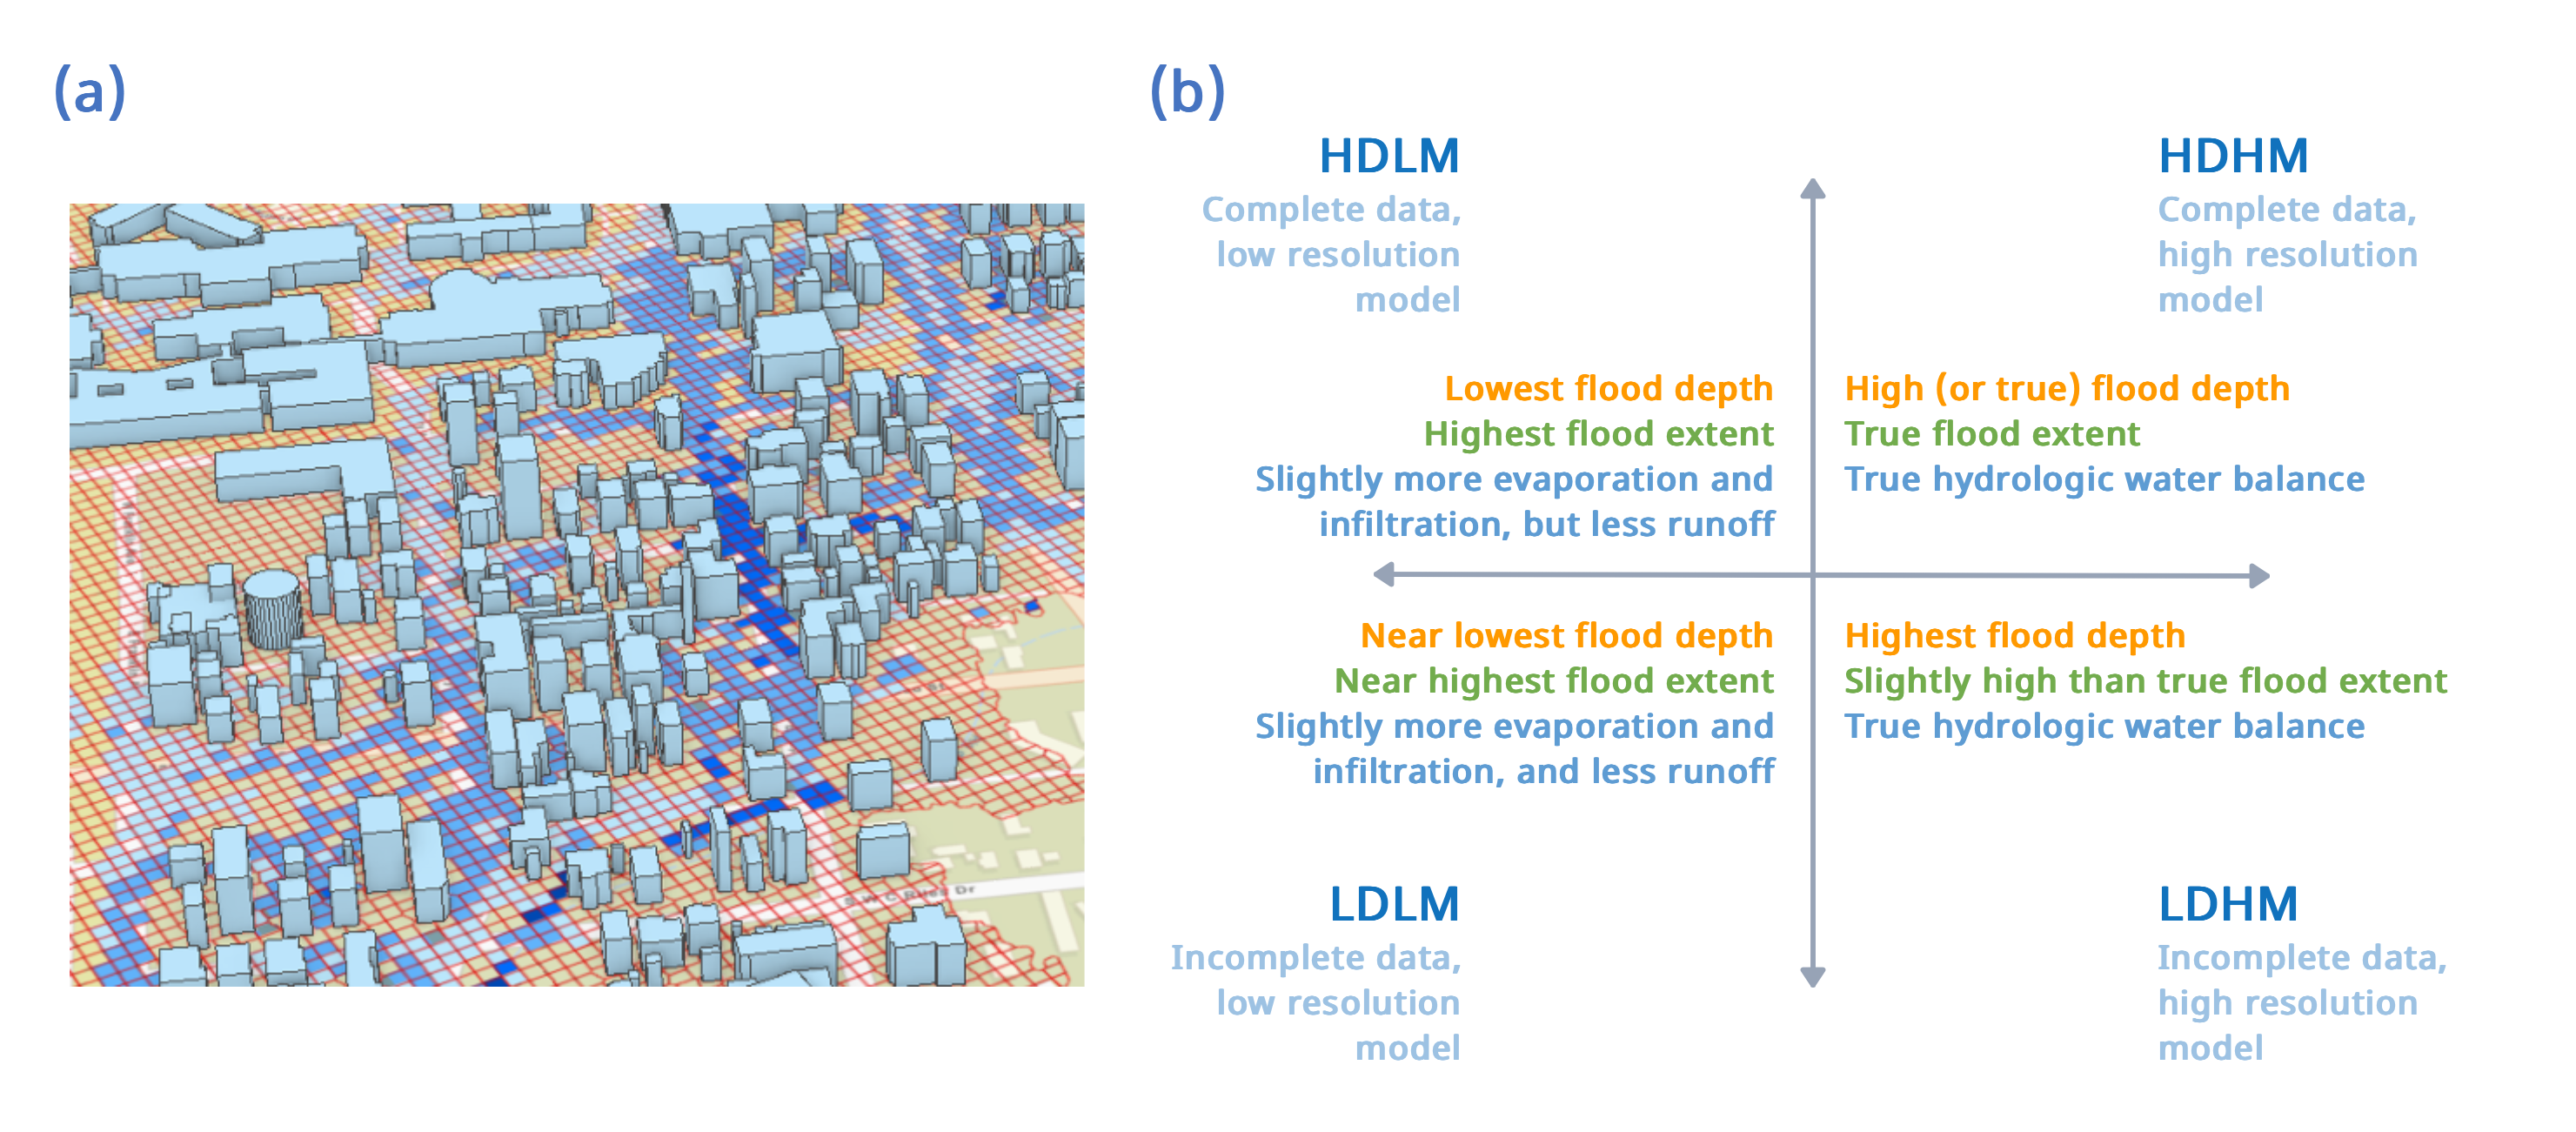 (a)
(b)
HDLM
Complete data,
low resolution
model
HDHM
Complete data,
high resolution
model
Lowest flood depth
Highest flood extent
Slightly more evaporation and
infiltration, but less runoff
High (or true) flood depth
True flood extent
True hydrologic water balance
Near lowest flood depth
Near highest flood extent
Slightly more evaporation and
infiltration, and less runoff
Highest flood depth
Slightly high than true flood extent
True hydrologic water balance
LDLM
Incomplete data,
low resolution
model
LDHM
Incomplete data,
high resolution
model